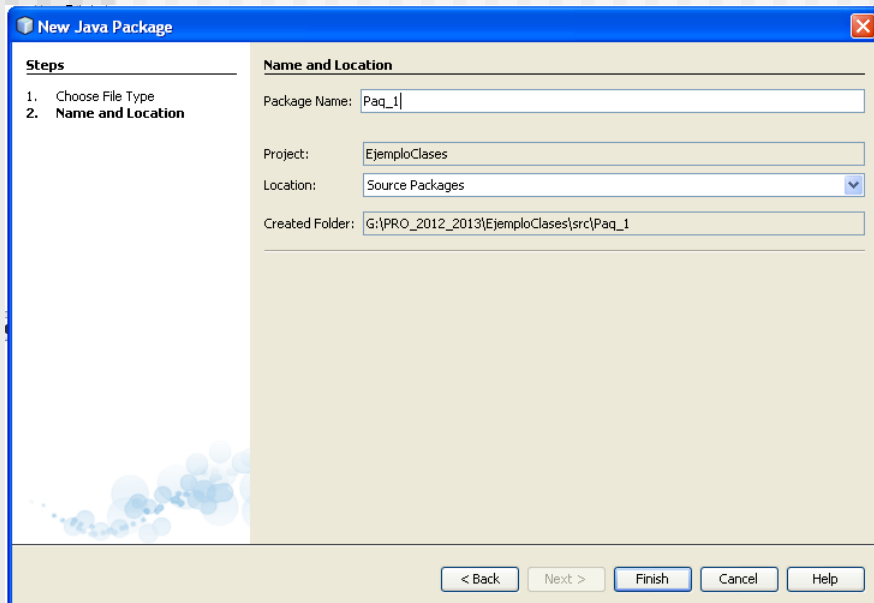 New Java Package
Steps
1. Choose File Type
2. Name and Location
Name and Location
Package Name: Paq_1
Project: EjemploClases
Location: Source Packages
Created Folder: G:\PRO_2012_2013\EjemploClases\src\Paq_1
< Back Next > Finish Cancel Help